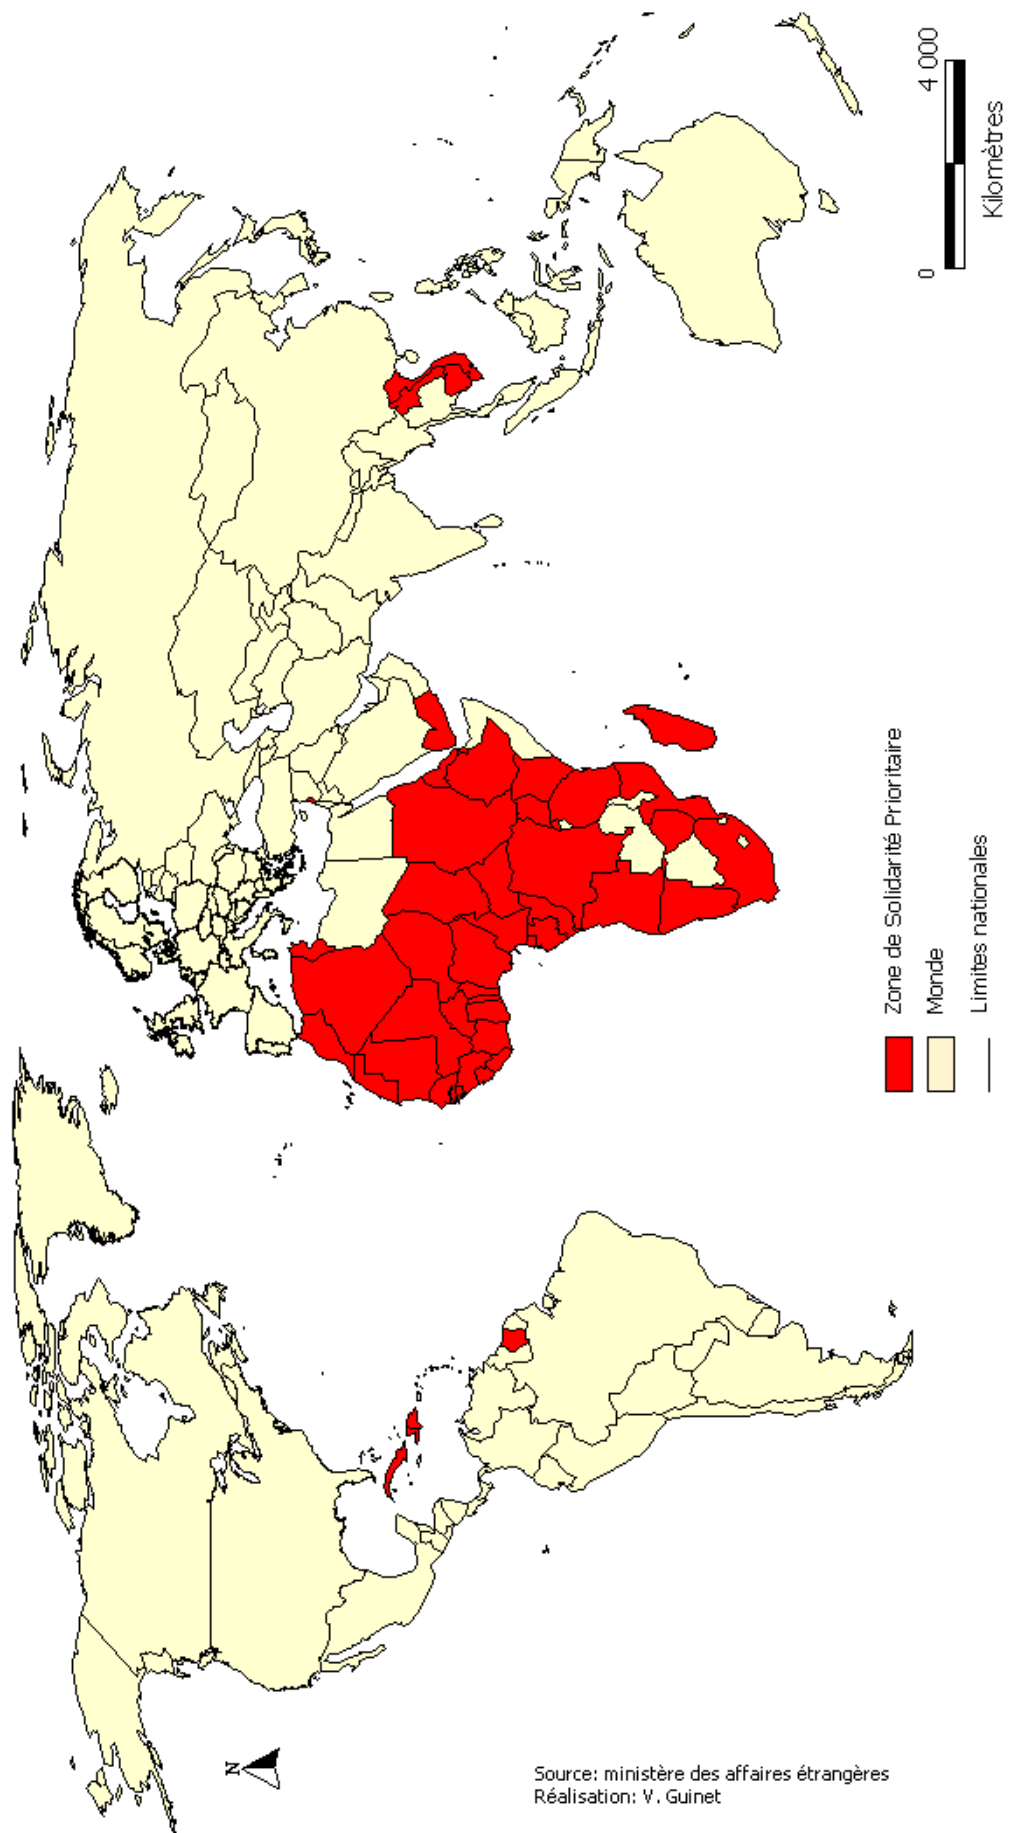 N
Source: ministère des affaires étrangères
Réalisation: V. Guinet
Zone de Solidarité Prioritaire
Monde
Limites nationales
0 4 000
Kilomètres